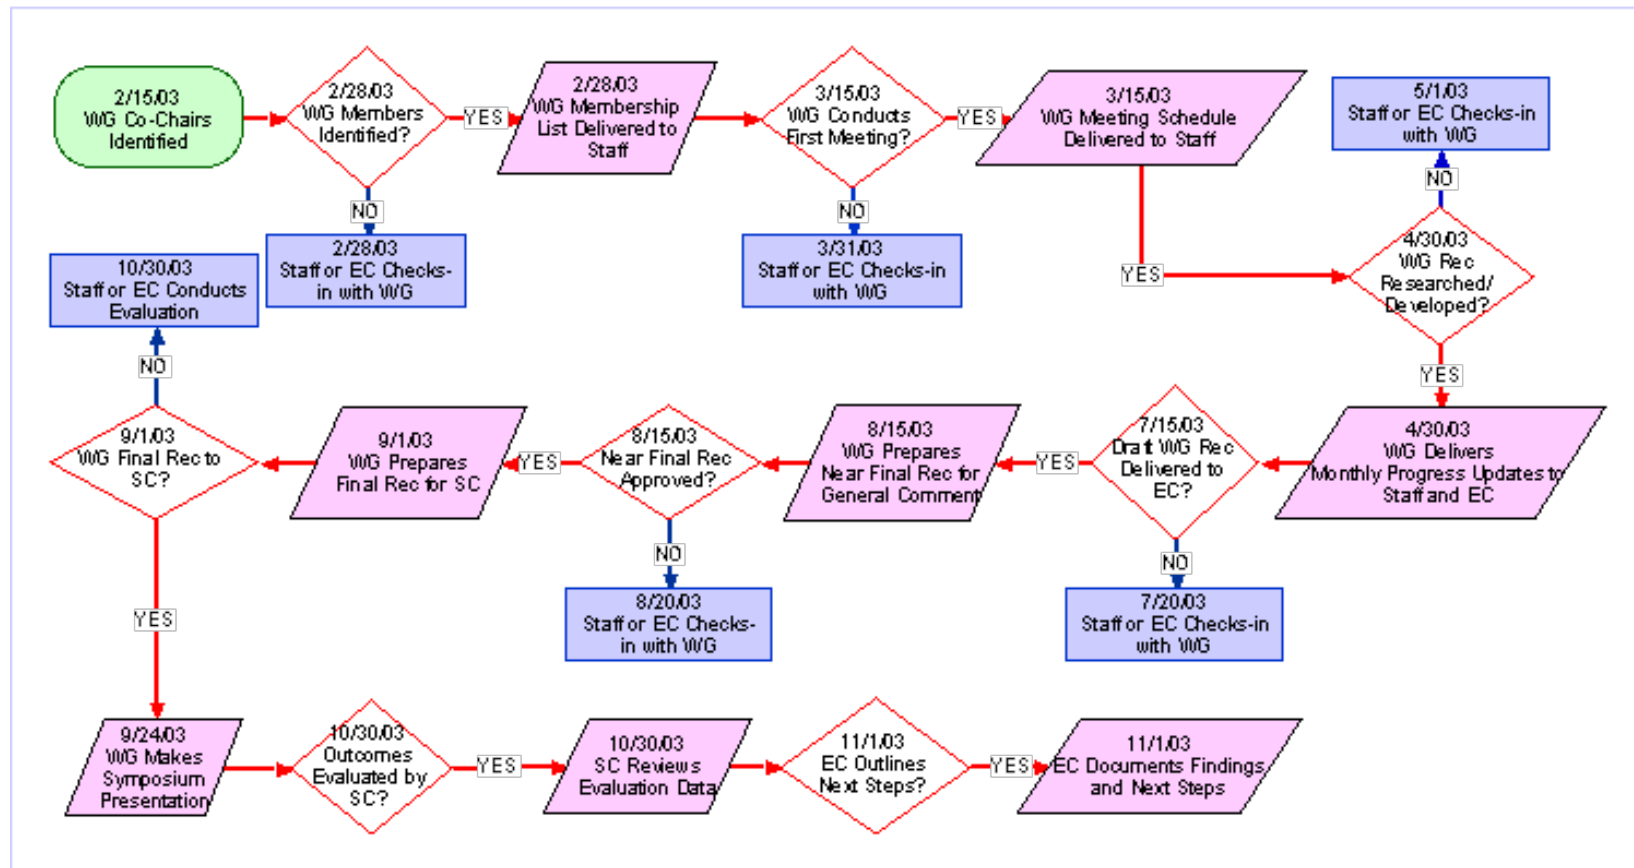 2/15/03
WG Co-Chairs
Identified
2/28/03
WG Members
Identified?
YES
NO
2/28/03
Staff or EC Checks-
in with WG
2/28/03
WG Membership
List Delivered to
Staff
3/15/03
WG Conducts
First Meeting?
YES
NO
3/31/03
Staff or EC Checks-in
with WG
3/15/03
WG Meeting Schedule
Delivered to Staff
YES
4/30/03
WG Rec
Researched/
Developed?
NO
5/1/03
Staff or EC Checks-in
with WG
YES
4/30/03
WG Delivers
Monthly Progress Updates to
Staff and EC
7/15/03
Draft WG Rec
Delivered to
EC?
NO
7/20/03
Staff or EC Checks-in
with WG
YES
8/15/03
WG Prepares
Near Final Rec for
General Comment
8/15/03
Near Final Rec
Approved?
NO
8/20/03
Staff or EC Checks-
in with WG
YES
9/1/03
WG Prepares
Final Rec for SC
9/1/03
WG Final Rec to
SC?
NO
10/30/03
Staff or EC Conducts
Evaluation
YES
9/24/03
WG Makes
Symposium
Presentation
10/30/03
Outcomes
Evaluated by
SC?
YES
10/30/03
SC Reviews
Evaluation Data
11/1/03
EC Outlines
Next Steps?
YES
11/1/03
EC Documents Findings
and Next Steps